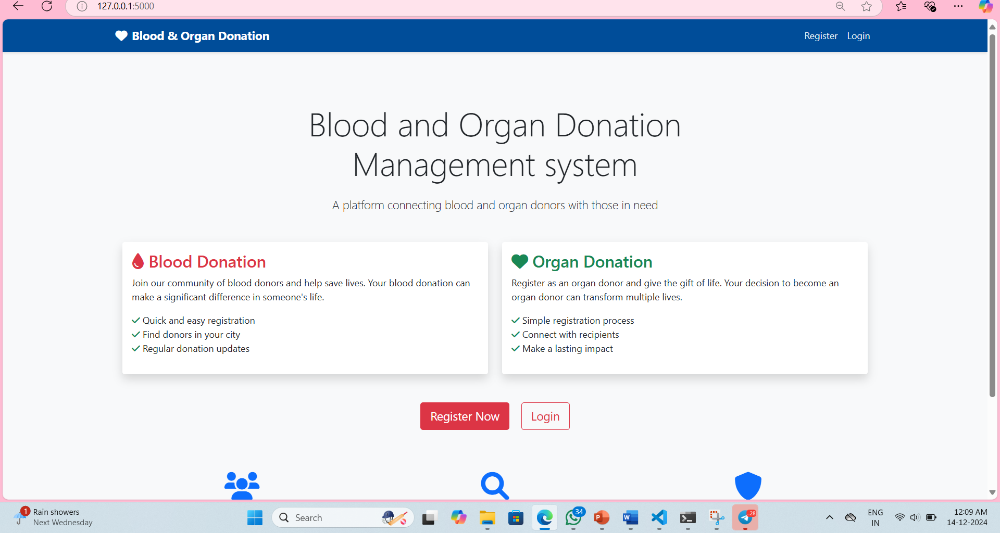 127.0.0.1:5000
Blood & Organ Donation
Register Login
Blood and Organ Donation
Management system
A platform connecting blood and organ donors with those in need
Blood Donation
Join our community of blood donors and help save lives. Your blood donation can
make a significant difference in someone's life.
Quick and easy registration
Find donors in your city
Regular donation updates
Organ Donation
Register as an organ donor and give the gift of life. Your decision to become an
organ donor can transform multiple lives.
Simple registration process
Connect with recipients
Make a lasting impact
Register Now
Login
1
Rain showers
Next Wednesday
Search
34
P
W
..28
ENG
IN
12:09 AM
14-12-2024